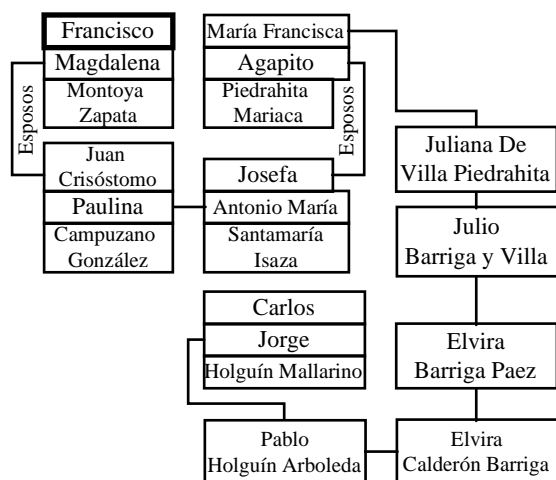 Francisco
Magdalena
Montoya
Zapata
Esposos
Juan
Crisóstomo
Paulina
Campuzano
González
María Francisca
Agapito
Piedrahita
Mariaca
Esposos
Josefa
Antonio María
Santamaría
Isaza
Juliana De
Villa Piedrahita
Julio
Barriga y Villa
Carlos
Jorge
Holguín Mallarino
Elvira
Barriga Paez
Pablo
Holguín Arboleda
Elvira
Calderón Barriga